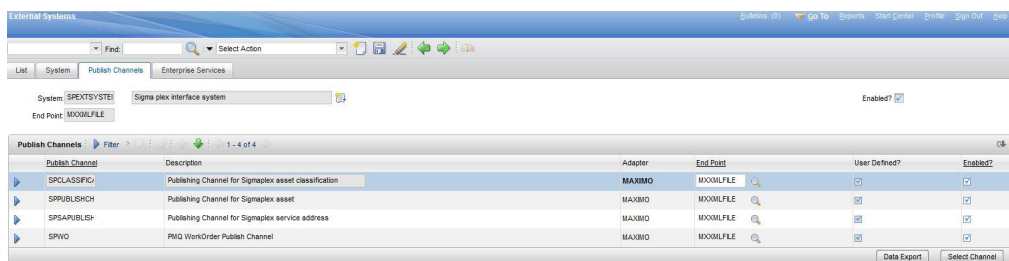 External Systems Bulletins: (0) Go To Reports Start Center Profile Sign Out Help
Find: Select Action
List System Publish Channels Enterprise Services
System: SPEXTSYSTEI Sigma plex interface system Enabled?
End Point: MXXMLFILE
Publish Channels Filter 1 - 4 of 4
Publish Channel Description Adapter End Point User Defined? Enabled?
SPCLASSIFIC/ Publishing Channel for Sigmaplex asset classification MAXIMO MXXMLFILE
SPPUBLISHCH Publishing Channel for Sigmaplex asset MAXIMO MXXMLFILE
SPSAPUBLISH Publishing Channel for Sigmaplex service address MAXIMO MXXMLFILE
SPWO PMQ WorkOrder Publish Channel MAXIMO MXXMLFILE
Data Export Select Channel